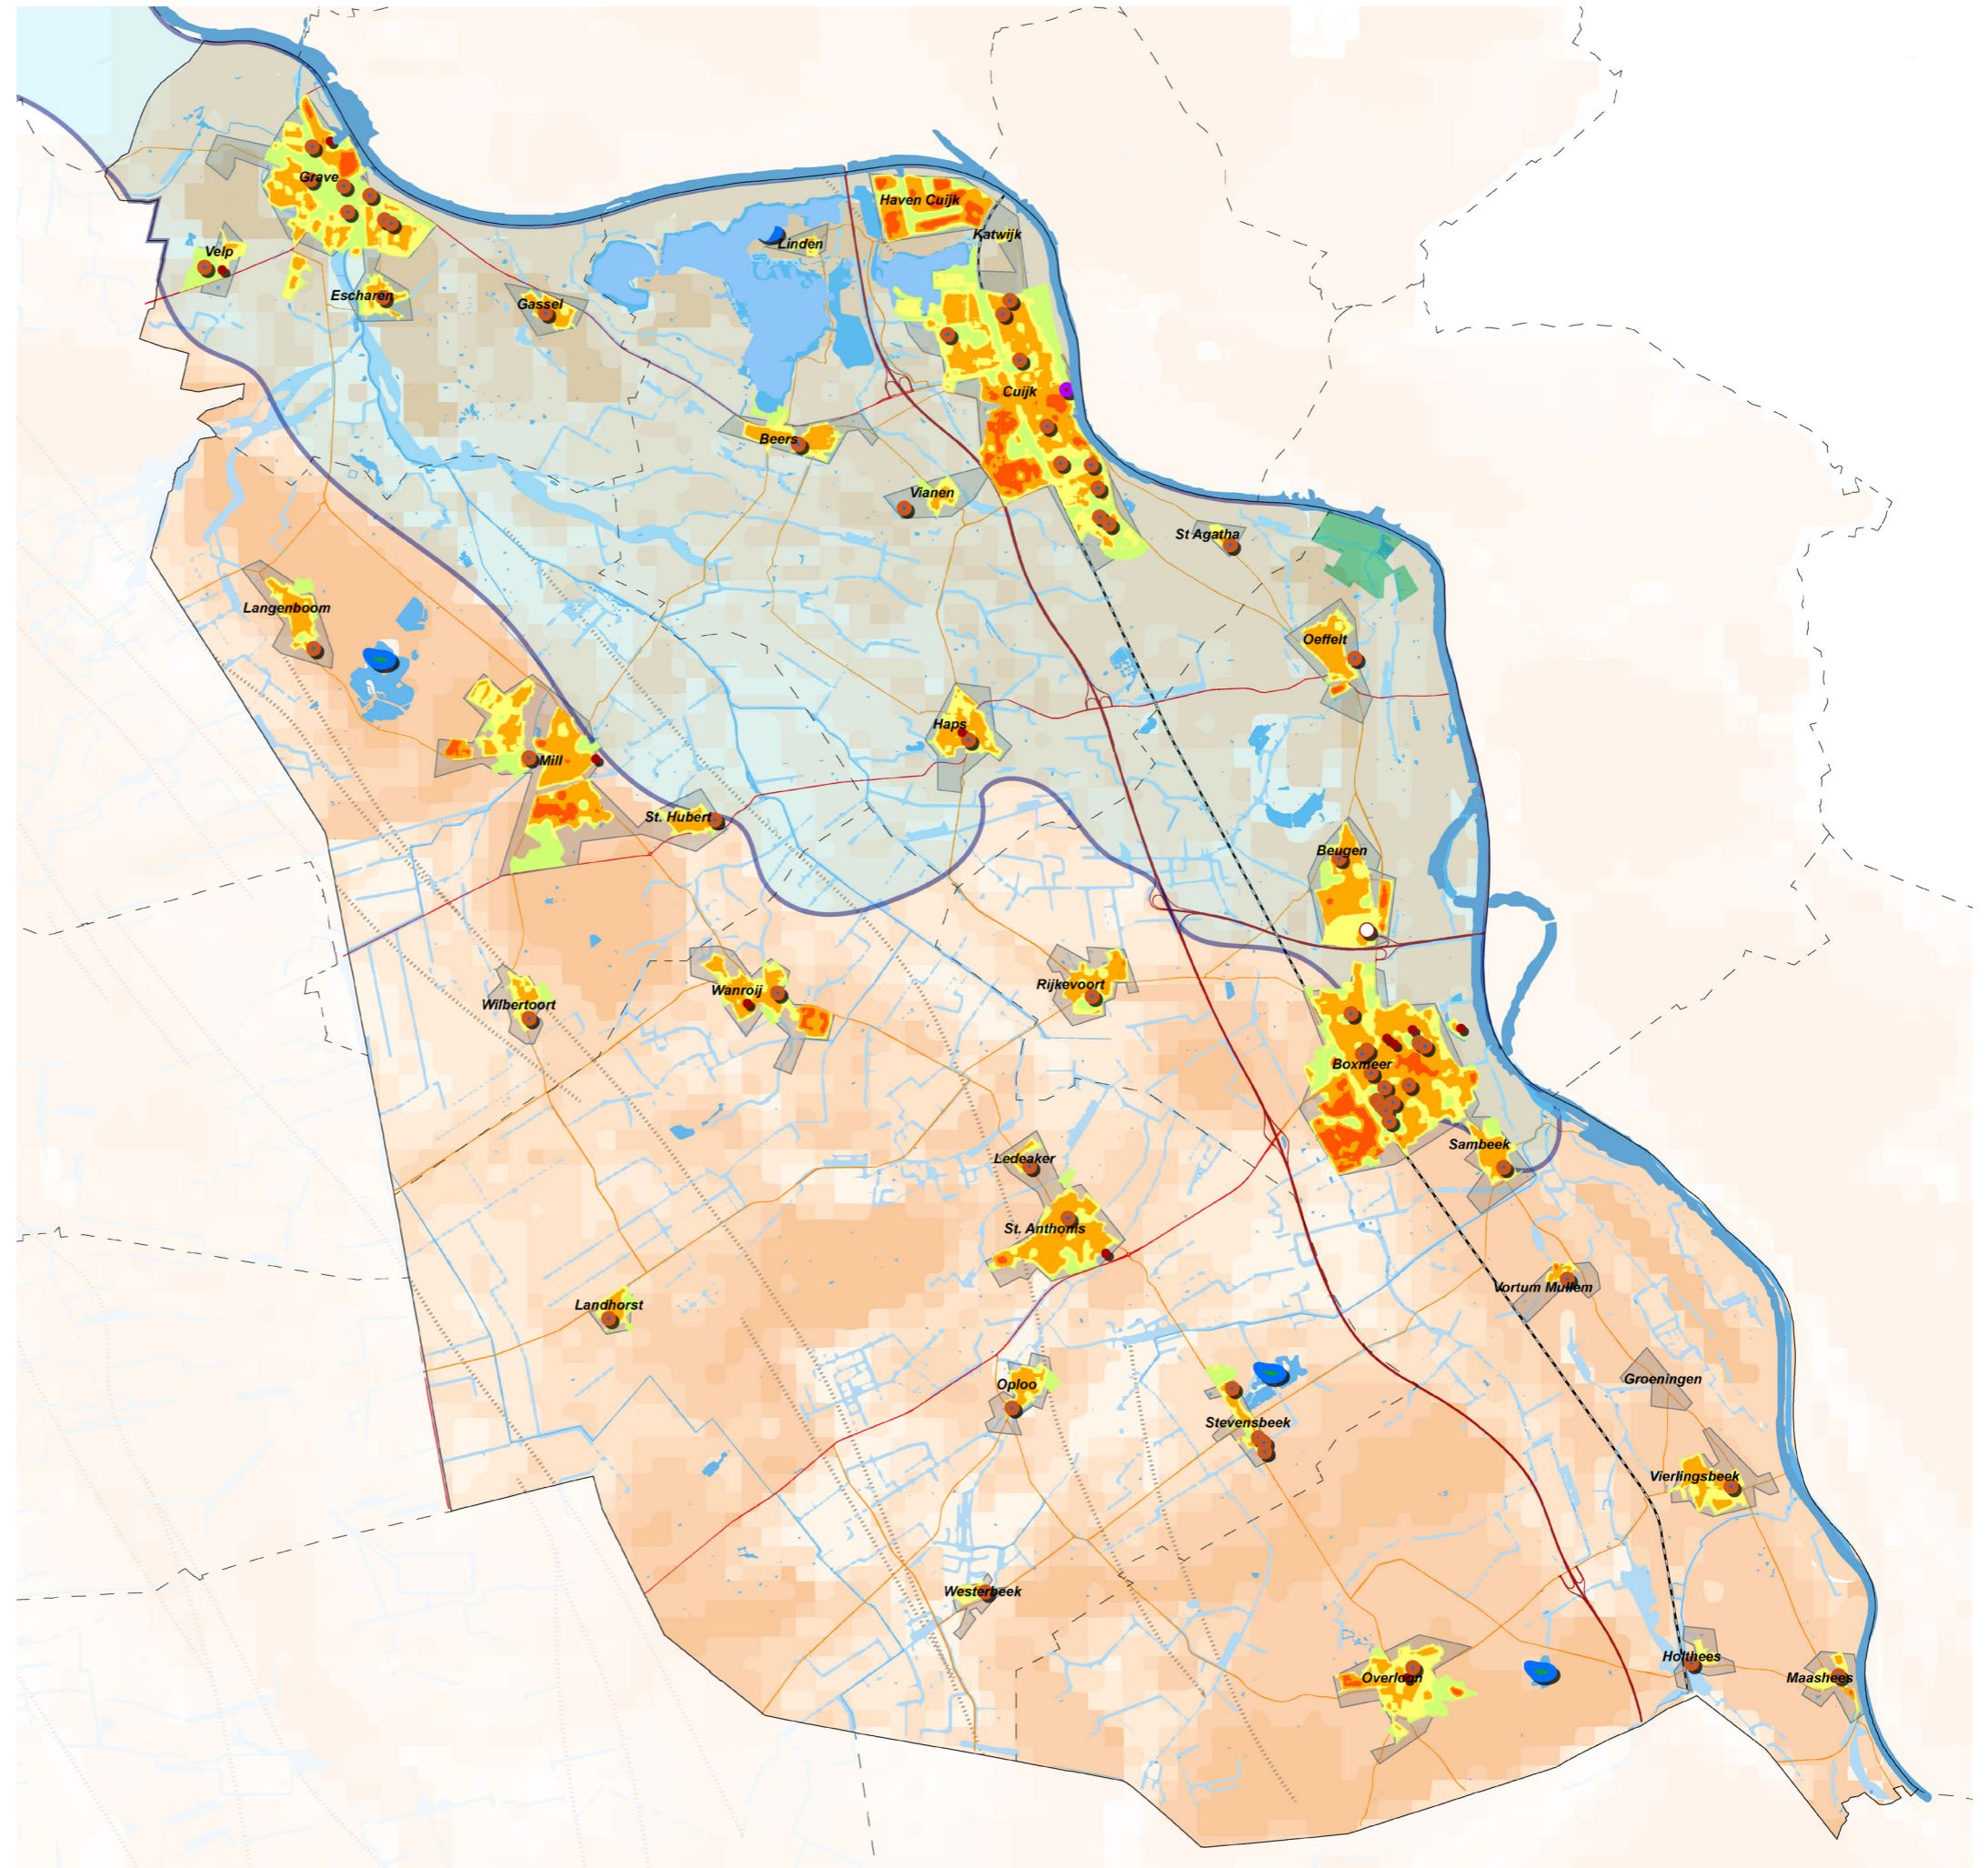 Grave
Haven Cuijk
Katwijk
Linden
Velp
Escharen
Gassel
Cuijk
Beers
Vianen
St Agatha
Langenboom
Oeffelt
Haps
Mill
St. Hubert
Beugen
Rijkevoort
Wanroij
Wilbertoort
Boxmeer
Sambeek
Ledeaker
St. Anthonis
Vortum Mullem
Landhorst
Groeningen
Oploo
Stevensbeek
Vierlingsbeek
Westerbeek
Holthees
Overloon
Maashees